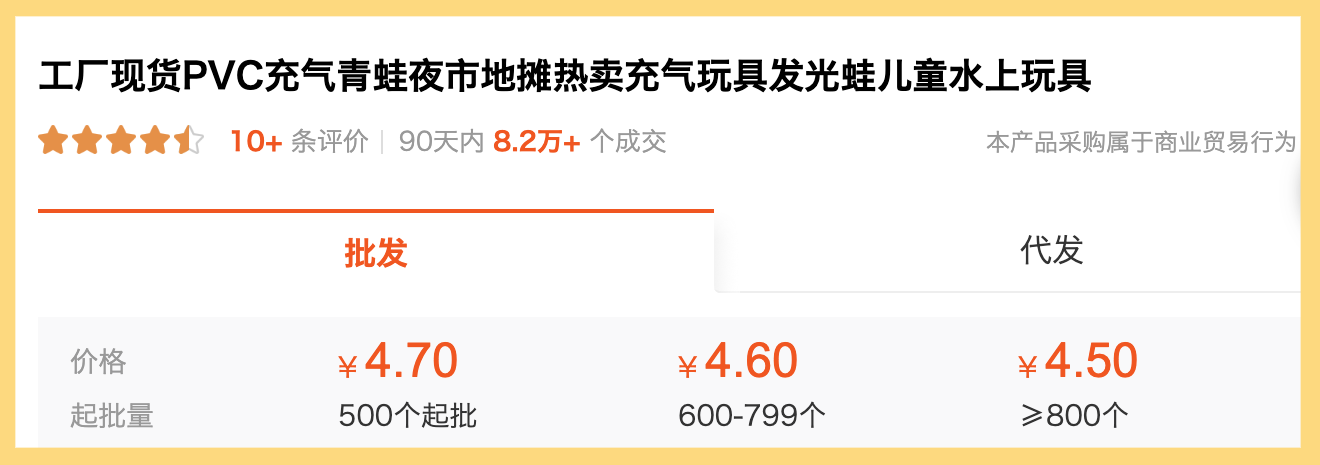 工厂现货PVC充气青蛙夜市地摊热卖充气玩具发光蛙儿童水上玩具
10+ 条评价 90天内 8.2万+ 个成交 本产品采购属于商业贸易行为
批发 代发
价格 ¥4.70 ¥4.60 ¥4.50
起批量 500个起批 600-799个 ≥800个